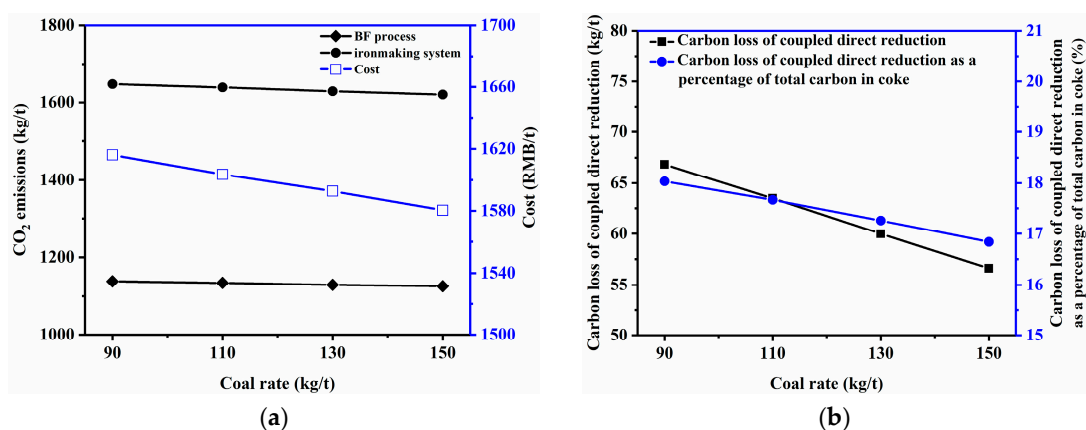 BF process
ironmaking system
Cost
CO₂ emissions (kg/t)
1800
1600
1400
1200
1000
1700
1660
1620
1580
1540
1500
Cost (RMB/t)
90 110 130 150
Coal rate (kg/t)
(a)
Carbon loss of coupled direct reduction
Carbon loss of coupled direct reduction as a
percentage of total carbon in coke
Carbon loss of coupled direct reduction (kg/t)
80
75
70
65
60
55
50
21
20
19
18
17
16
15
Carbon loss of coupled direct reduction
as a percentage of total carbon in coke (%)
90 110 130 150
Coal rate (kg/t)
(b)